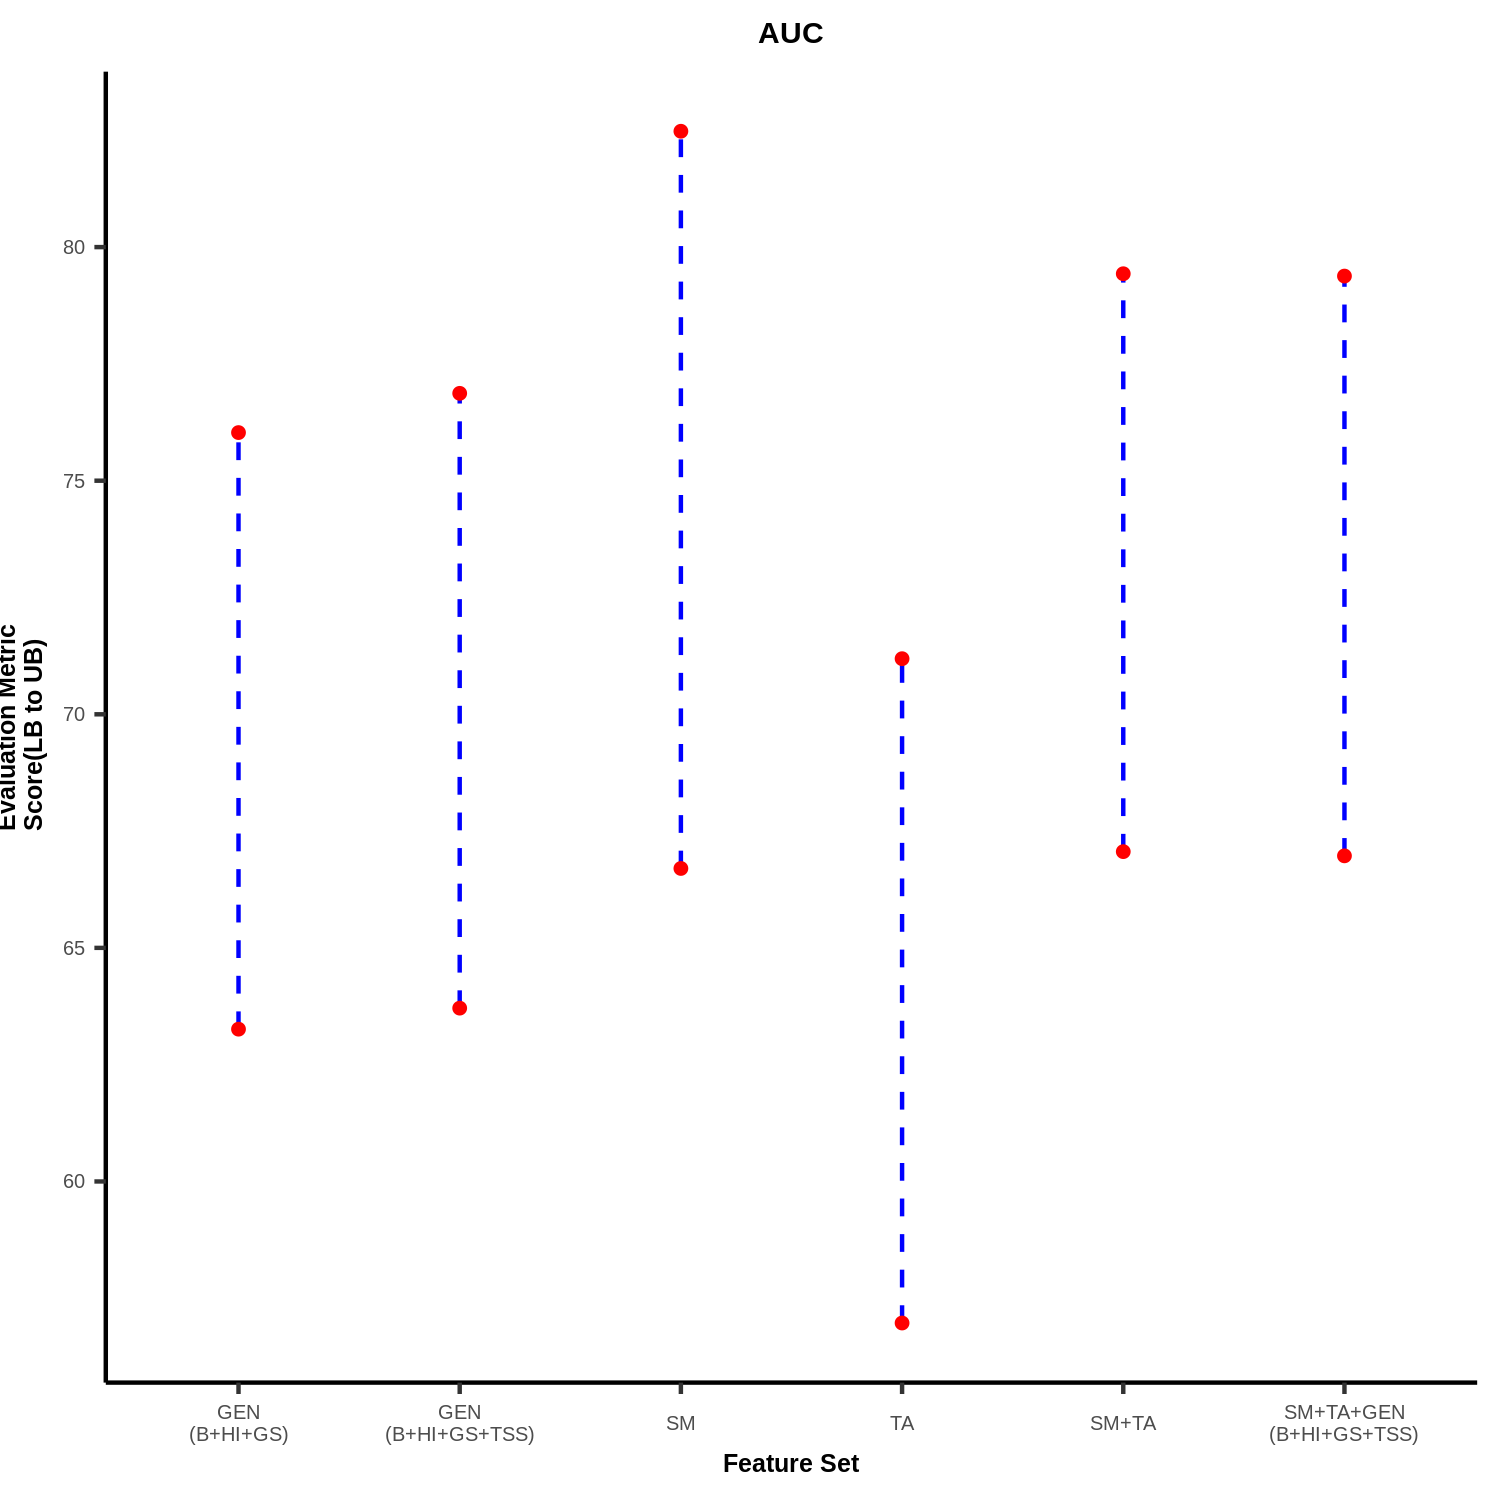 AUC
Evaluation Metric
Score(LB to UB)
80
75
70
65
60
GEN
(B+HI+GS)
GEN
(B+HI+GS+TSS)
SM
TA
SM+TA
SM+TA+GEN
(B+HI+GS+TSS)
Feature Set